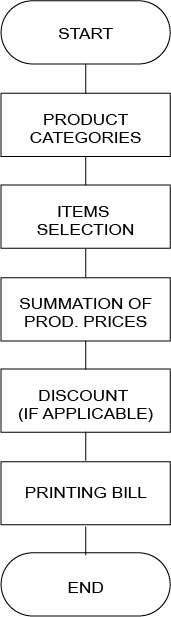 START
PRODUCT
CATEGORIES
ITEMS
SELECTION
SUMMATION OF
PROD. PRICES
DISCOUNT
(IF APPLICABLE)
PRINTING BILL
END